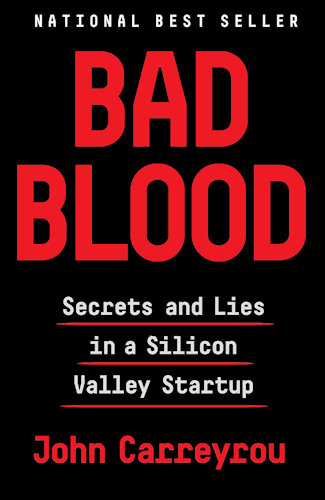 NATIONAL BEST SELLER
BAD
BLOOD
Secrets and Lies
in a Silicon
Valley Startup
John Carreyrou